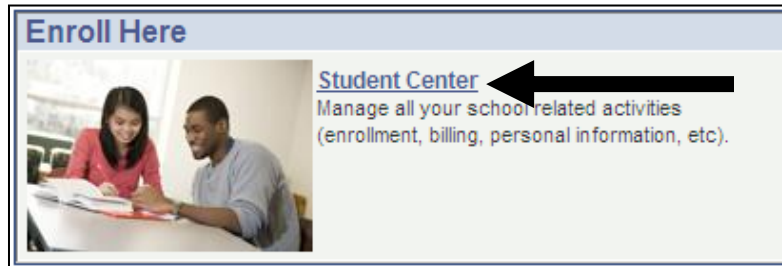 Enroll Here
Student Center
Manage all your school related activities
(enrollment, billing, personal information, etc).